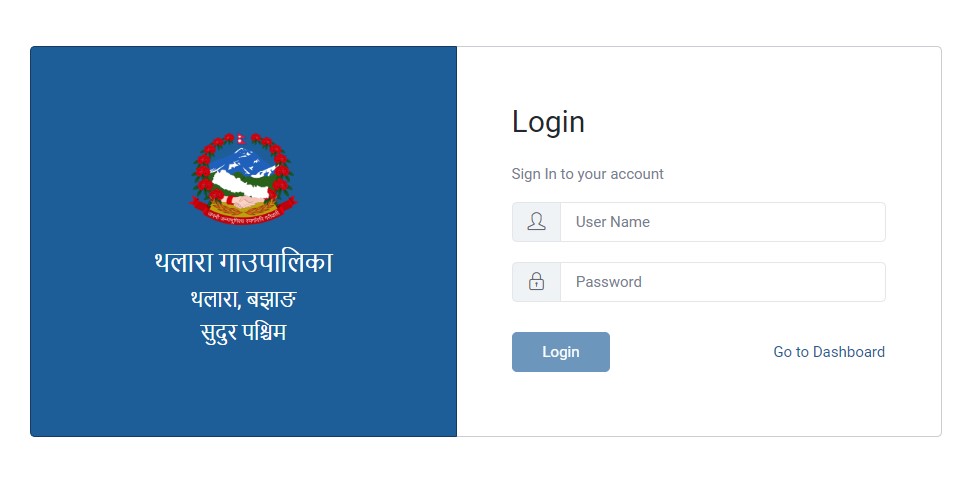 थलारा गाउपालिका
थलारा, बझाङ
सुदुर पश्चिम
Login
Sign In to your account
User Name
Password
Login
Go to Dashboard